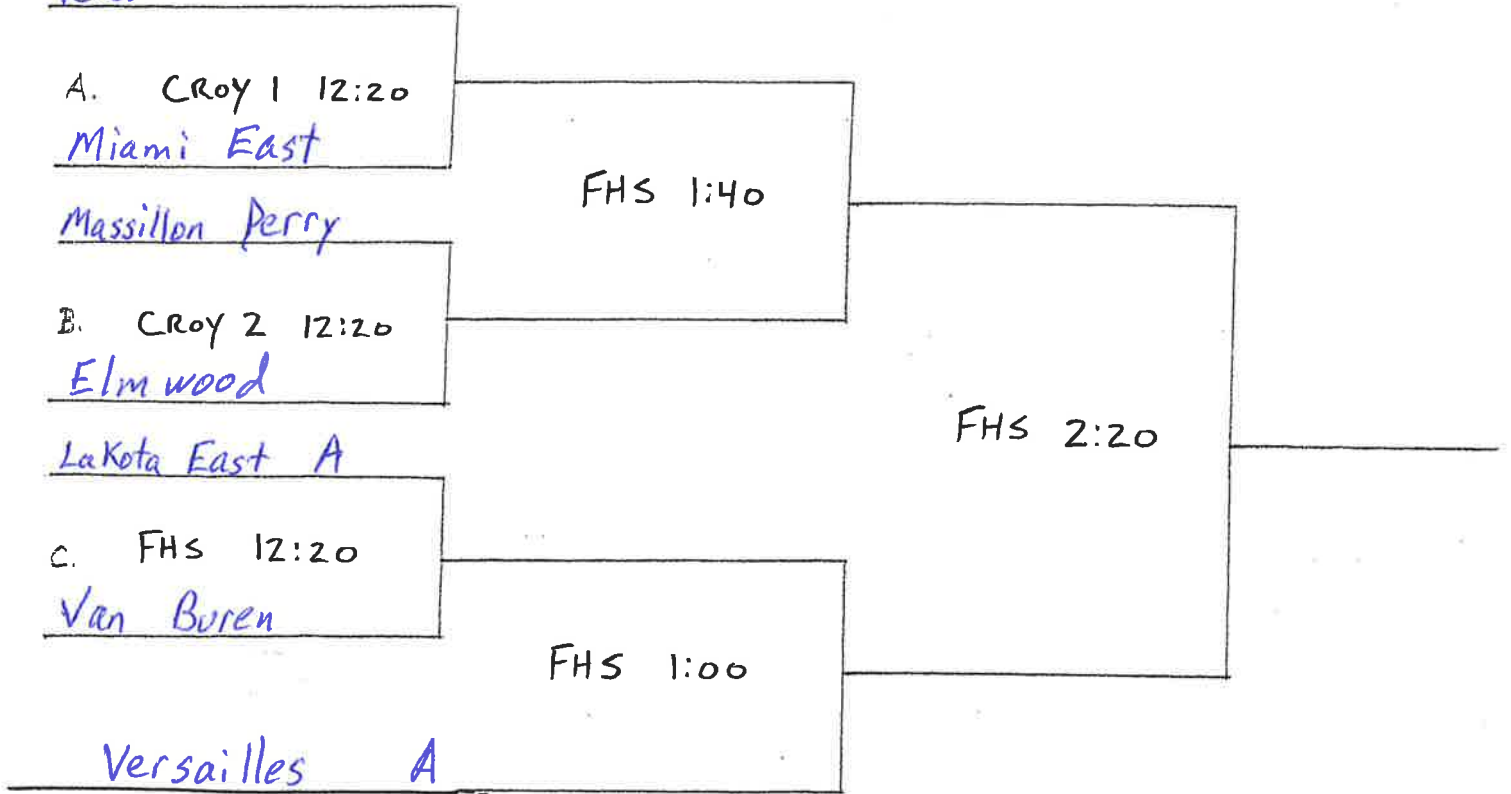 A. CROY 1 12:20
Miami East
FHS 1:40
Massillon Perry
B. CROY 2 12:20
Elmwood
FHS 2:20
Lakota East A
C. FHS 12:20
Van Buren
FHS 1:00
Versailles A